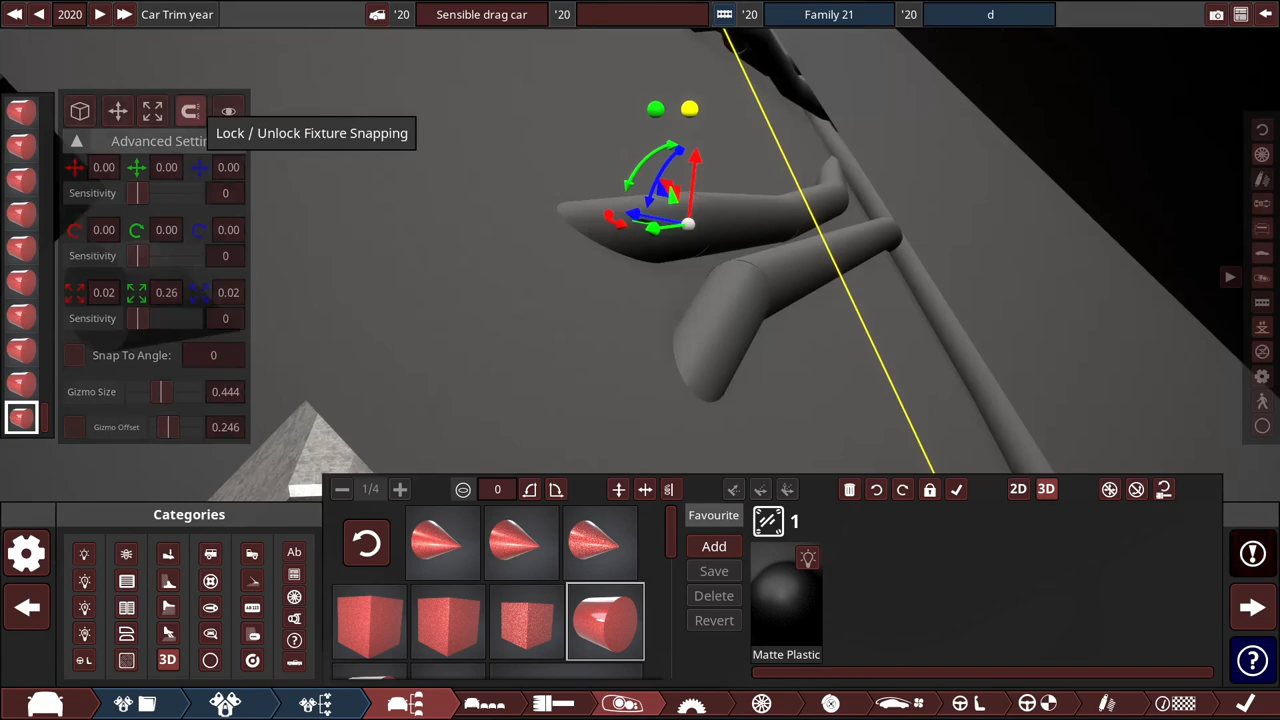 2020 Car Trim year '20 Sensible drag car '20 '20 Family 21 '20 d
Lock / Unlock Fixture Snapping
Advanced Setti
0.00 0.00 0.00
Sensitivity 0
0.00 0.00 0.00
Sensitivity 0
0.02 0.26 0.02
Sensitivity 0
Snap To Angle: 0
Gizmo Size 0.444
Gizmo Offset 0.246
1/4 0 2D 3D
Categories
Ab
L
3D
Favourite
Add
Save
Delete
Revert
1
Matte Plastic